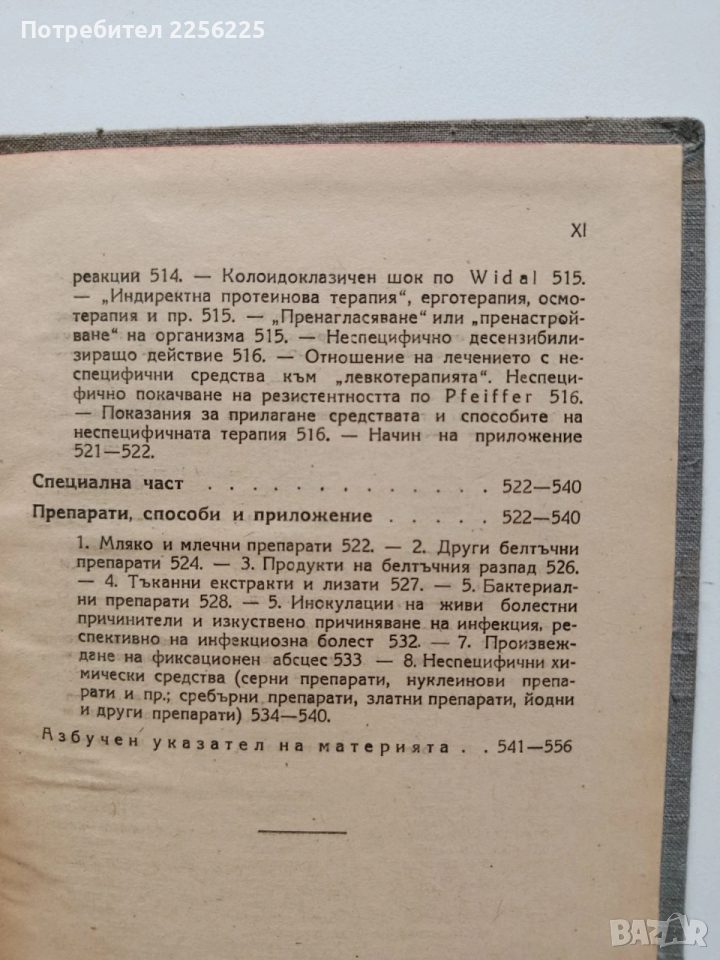 Потребител 2256225
XI
реакций 514. — Колоидоклазичен шок по Widal 515.
— „Индиректна протеинова терапия“, ерготерапия, осмо-
терапия и пр. 515. — „Пренагласяване“ или „пренастрой-
ване“ на организма 515. — Неспецифично десензибили-
зиращо действие 516. — Отношение на лечението с не-
специфични средства към „левкотерапията“. Неспеци-
фично покачване на резистентността по Pfeiffer 516.
— Показания за прилагане средствата и способите на
неспецифичната терапия 516. — Начин на приложение
521—522.
Специална част . . . . . . . . . . . . . 522—540
Препарати, способи и приложение . . . . . 522—540
1. Мляко и млечни препарати 522. — 2. Други белтъчни
препарати 524. — 3. Продукти на белтъчния разпад 526.
— 4. Тъканни екстракти и лизати 527. — 5. Бактериал-
ни препарати 528. — 5. Инокулации на живи болестни
причинители и изкуствено причиняване на инфекция, ре-
спективно на инфекциозна болест 532. — 7. Произвеж-
дане на фиксационен абсцес 533 — 8. Неспецифични хи-
мически средства (серни препарати, нуклеинови препа-
рати и пр.; сребърни препарати, златни препарати, йодни
и други препарати) 534—540.
Азбучен указател на материята . . 541—556
BAZAR